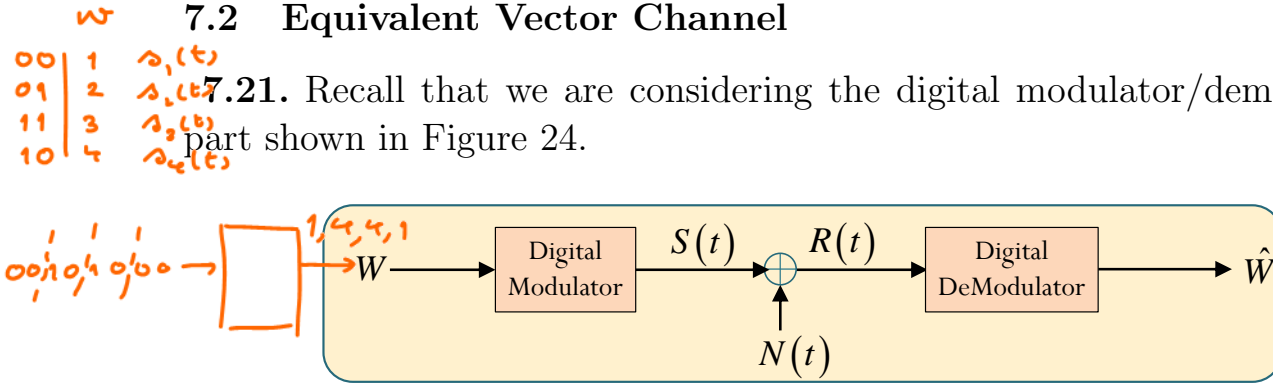 w
7.2 Equivalent Vector Channel
00 1 s₁(t)
01 2 s₂(t)
7.21. Recall that we are considering the digital modulator/dem
11 3 s₃(t)
part shown in Figure 24.
10 4 s₄(t)
1,4,4,1
00,10,10,00
W
Digital
Modulator
S(t)
R(t)
Digital
DeModulator
Ŵ
N(t)